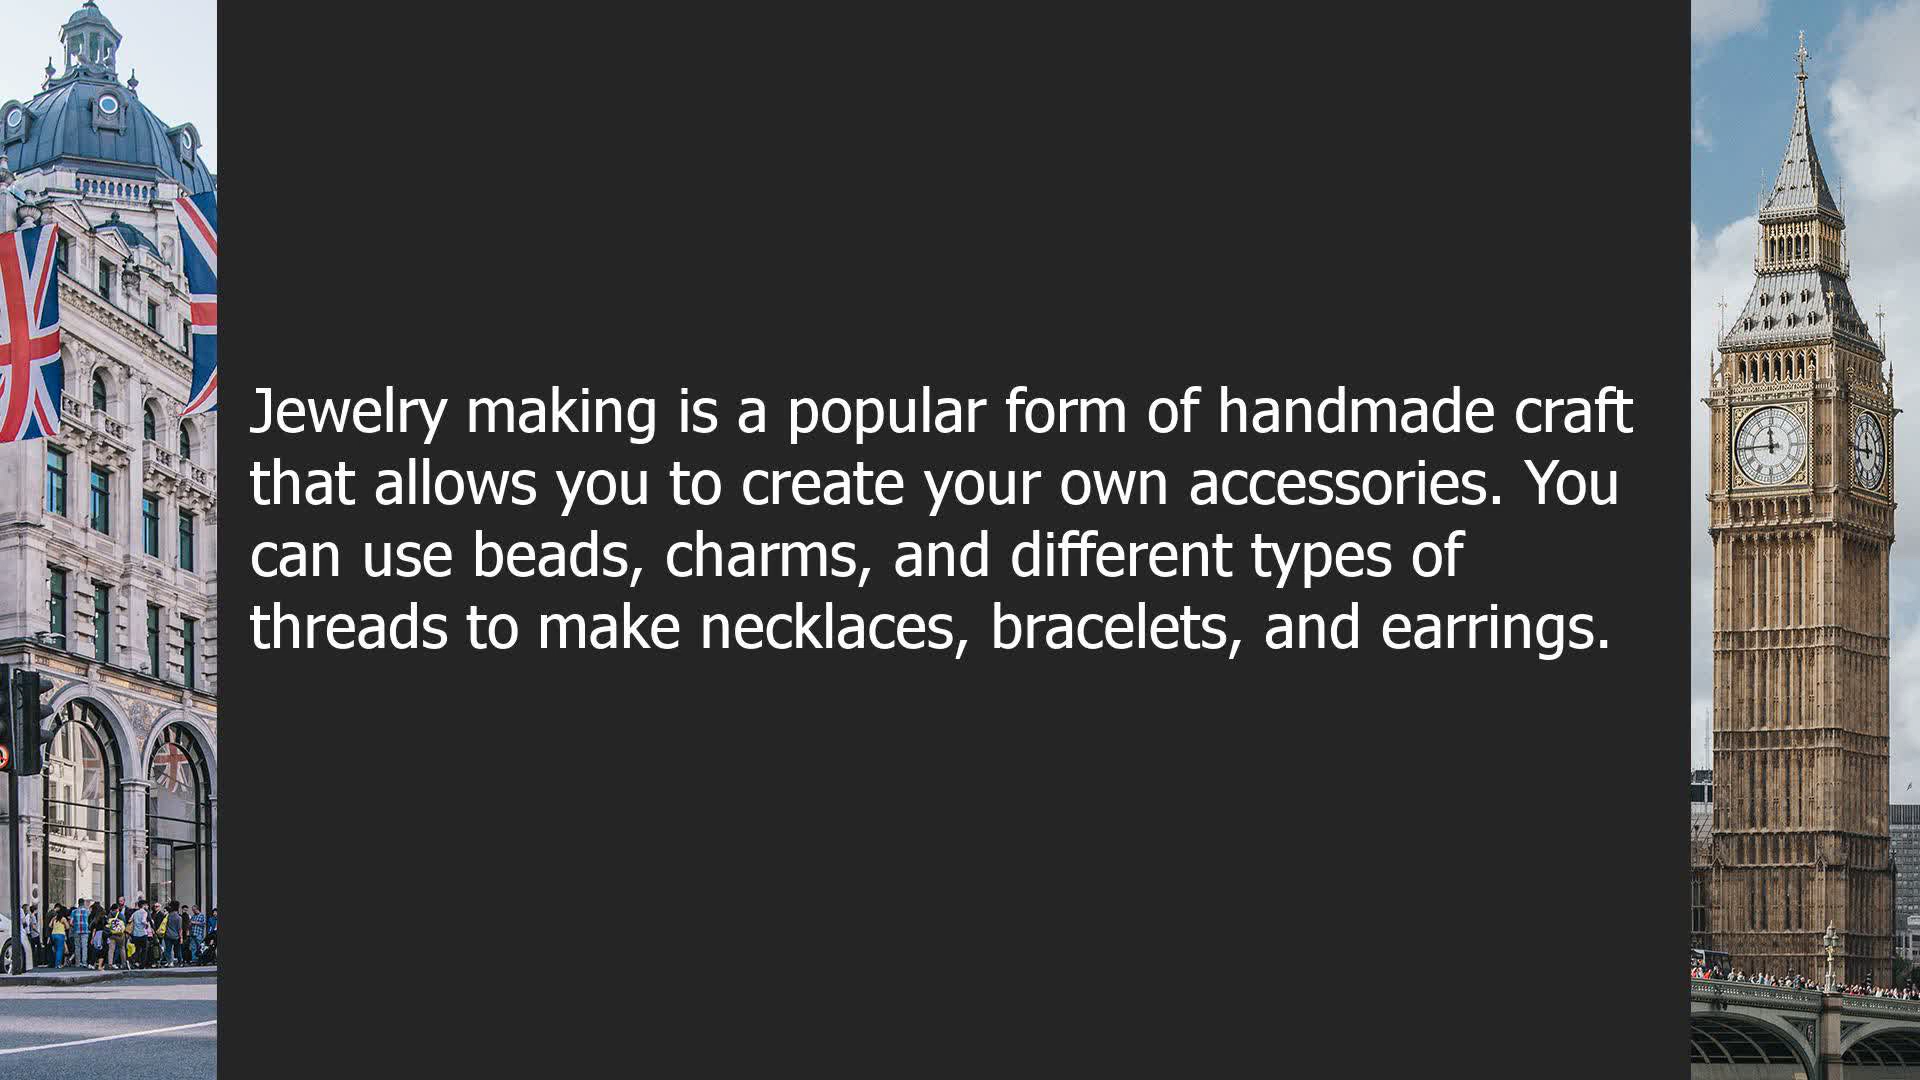 Jewelry making is a popular form of handmade craft
that allows you to create your own accessories. You
can use beads, charms, and different types of
threads to make necklaces, bracelets, and earrings.